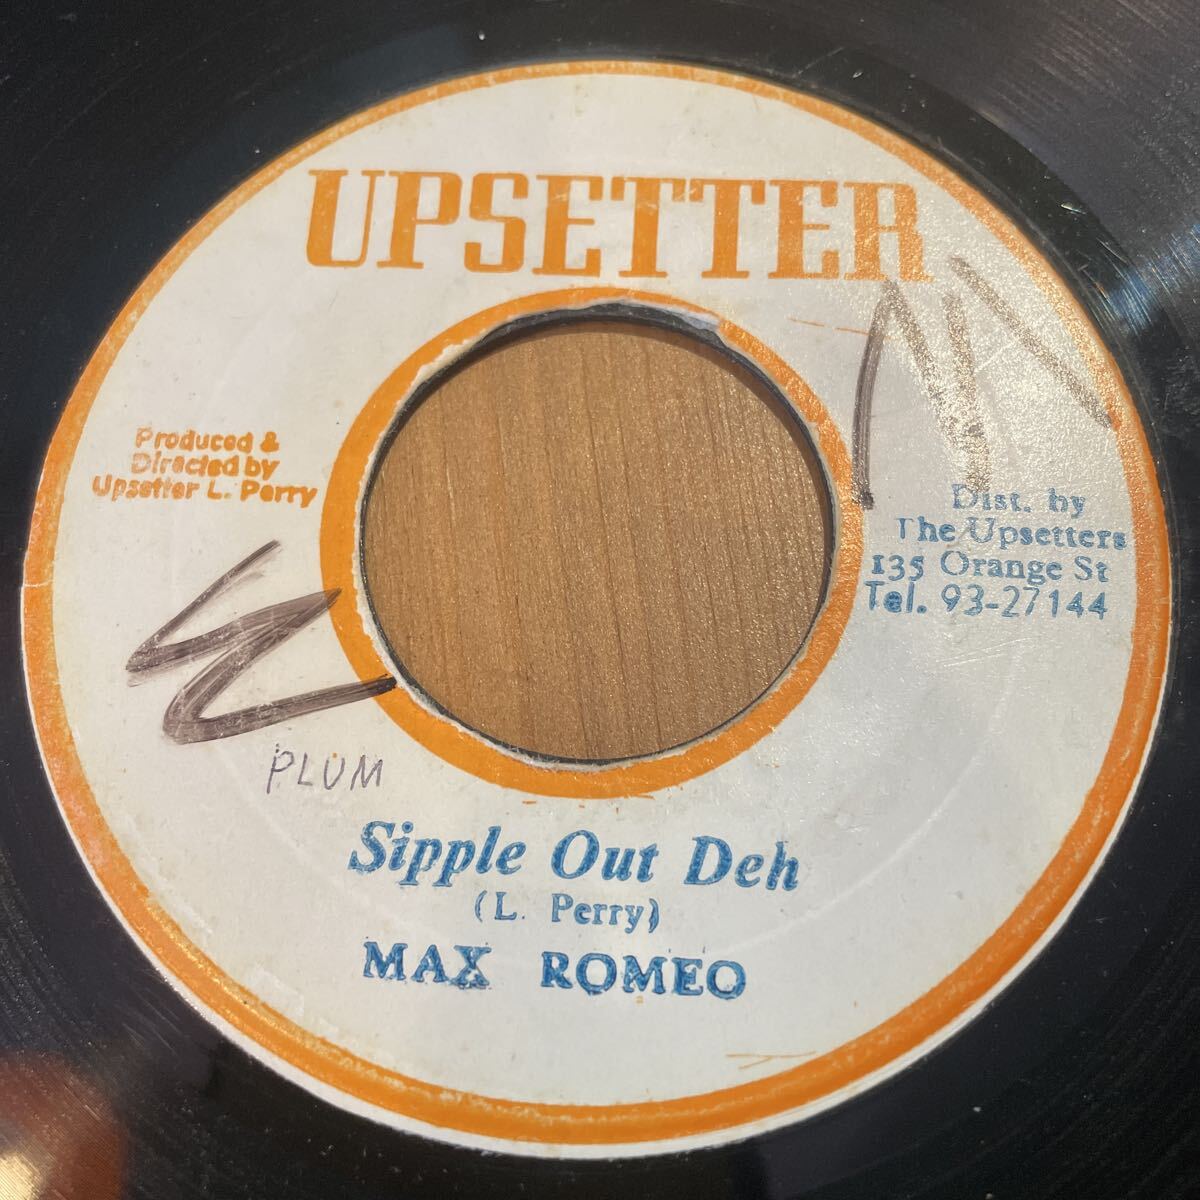 UPSETTER
Produced &
Directed by
Upsetter L. Perry
Dist. by
The Upsetters
135 Orange St
Tel. 93-27144
PLUM
Sipple Out Deh
(L. Perry)
MAX ROMEO